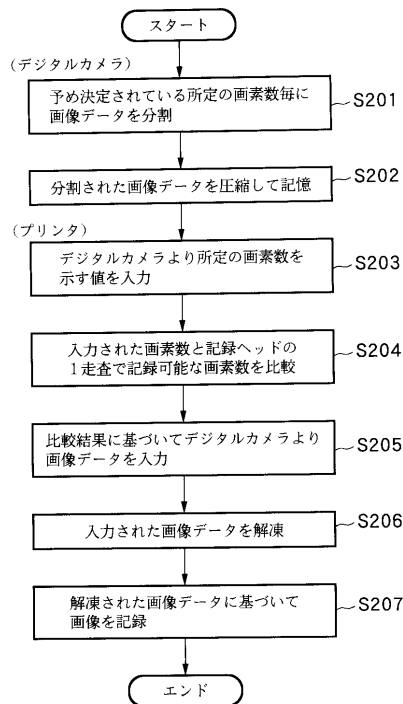 スタート
(デジタルカメラ)
予め決定されている所定の画素数毎に
画像データを分割
S201
分割された画像データを圧縮して記憶
S202
(プリンタ)
デジタルカメラより所定の画素数を
示す値を入力
S203
入力された画素数と記録ヘッドの
1走査で記録可能な画素数を比較
S204
比較結果に基づいてデジタルカメラより
画像データを入力
S205
入力された画像データを解凍
S206
解凍された画像データに基づいて
画像を記録
S207
エンド